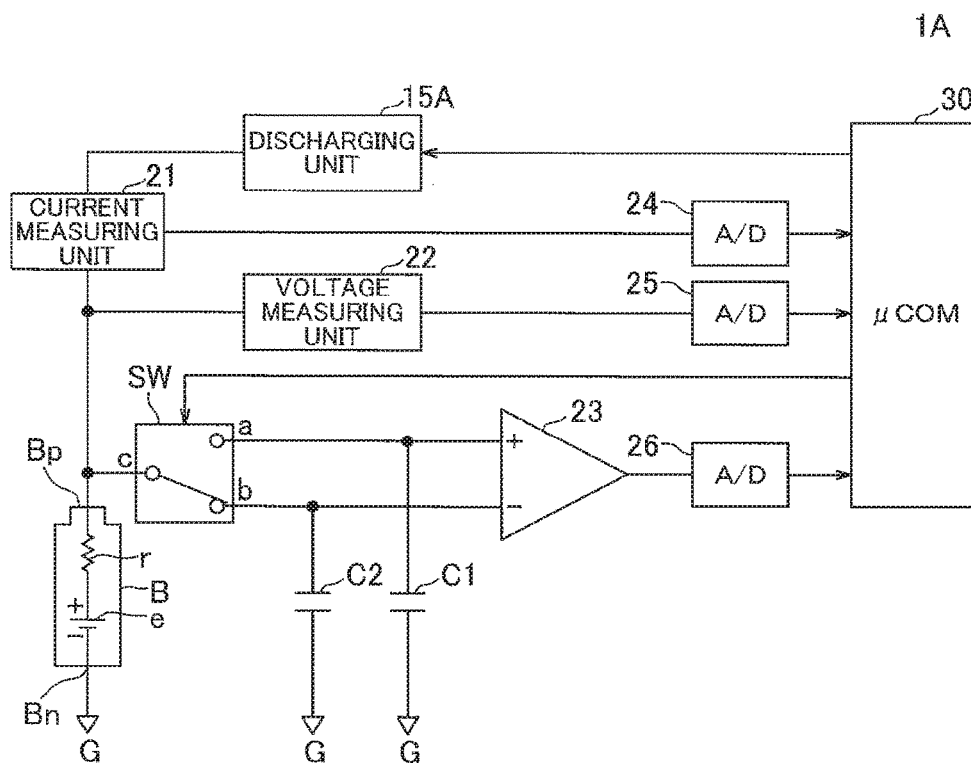 1A
15A
30
DISCHARGING
UNIT
21
CURRENT
MEASURING
UNIT
24
A/D
22
VOLTAGE
MEASURING
UNIT
25
A/D
μCOM
SW
a
23
+
Bp
c
b
−
26
A/D
r
B
+
e
−
C2
C1
Bn
G
G
G